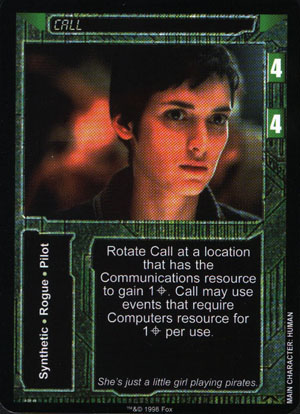 CALL
4
4
Synthetic • Rogue • Pilot
Rotate Call at a location
that has the
Communications resource
to gain 1⌖. Call may use
events that require
Computers resource for
1⌖ per use.
She's just a little girl playing pirates.
MAIN CHARACTER: HUMAN
™&© 1998 Fox